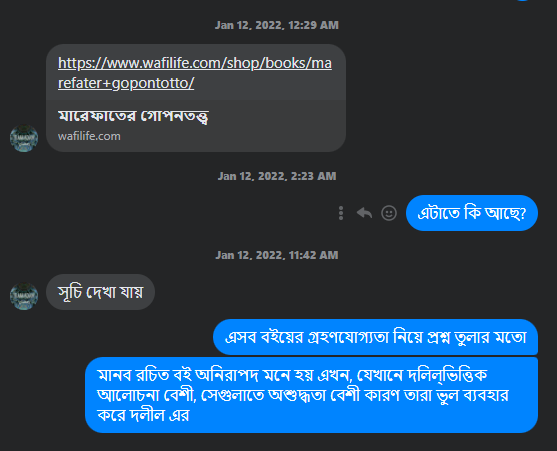 Jan 12, 2022, 12:29 AM
https://www.wafilife.com/shop/books/ma
refater+gopontotto/
মারেফাতের গোপনতত্ত্ব
wafilife.com
Jan 12, 2022, 2:23 AM
এটাতে কি আছে?
Jan 12, 2022, 11:42 AM
সূচি দেখা যায়
এসব বইয়ের গ্রহণযোগ্যতা নিয়ে প্রশ্ন তুলার মতো
মানব রচিত বই অনিরাপদ মনে হয় এখন, যেখানে দলিল্ভিত্তিক
আলোচনা বেশী, সেগুলাতে অশুদ্ধতা বেশী কারণ তারা ভুল ব্যবহার
করে দলীল এর